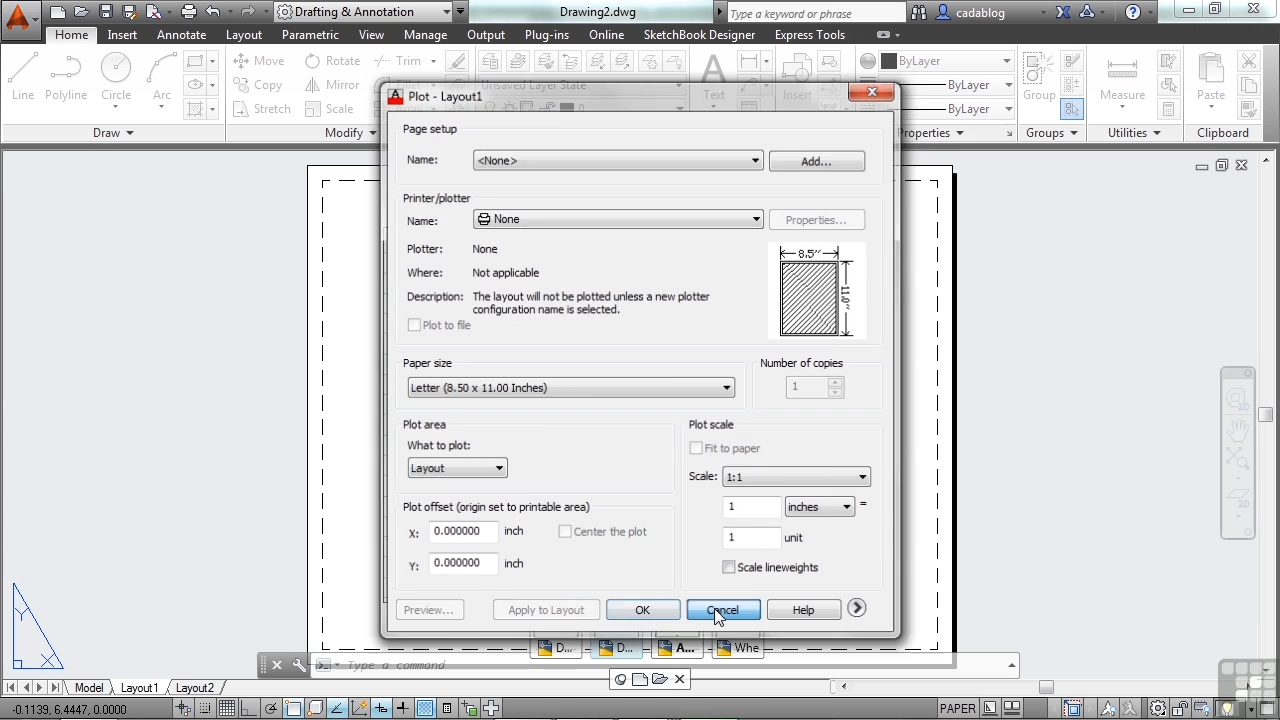 Drafting & Annotation
Drawing2.dwg
Type a keyword or phrase
cadablog
Home Insert Annotate Layout Parametric View Manage Output Plug-ins Online SketchBook Designer Express Tools
Line Polyline Circle Arc
Move Rotate Trim
Mirror
Stretch Scale
Unsaved Layer State
0
Text
Insert
ByLayer
ByLayer
ByLayer
Group
Measure
Paste
Draw Modify Properties Groups Utilities Clipboard
Plot - Layout1
Page setup
Name: <None> Add...
Printer/plotter
Name: None Properties...
Plotter: None
Where: Not applicable
Description: The layout will not be plotted unless a new plotter
configuration name is selected.
Plot to file
8.5''
11.0''
Paper size
Letter (8.50 x 11.00 Inches)
Number of copies
1
Plot area
What to plot:
Layout
Plot scale
Fit to paper
Scale: 1:1
1 inches =
1 unit
Scale lineweights
Plot offset (origin set to printable area)
X: 0.000000 inch Center the plot
Y: 0.000000 inch
Preview... Apply to Layout OK Cancel Help
D... D... A... Whe
Type a command
Model Layout1 Layout2
-0.1139, 6.4447, 0.0000
PAPER